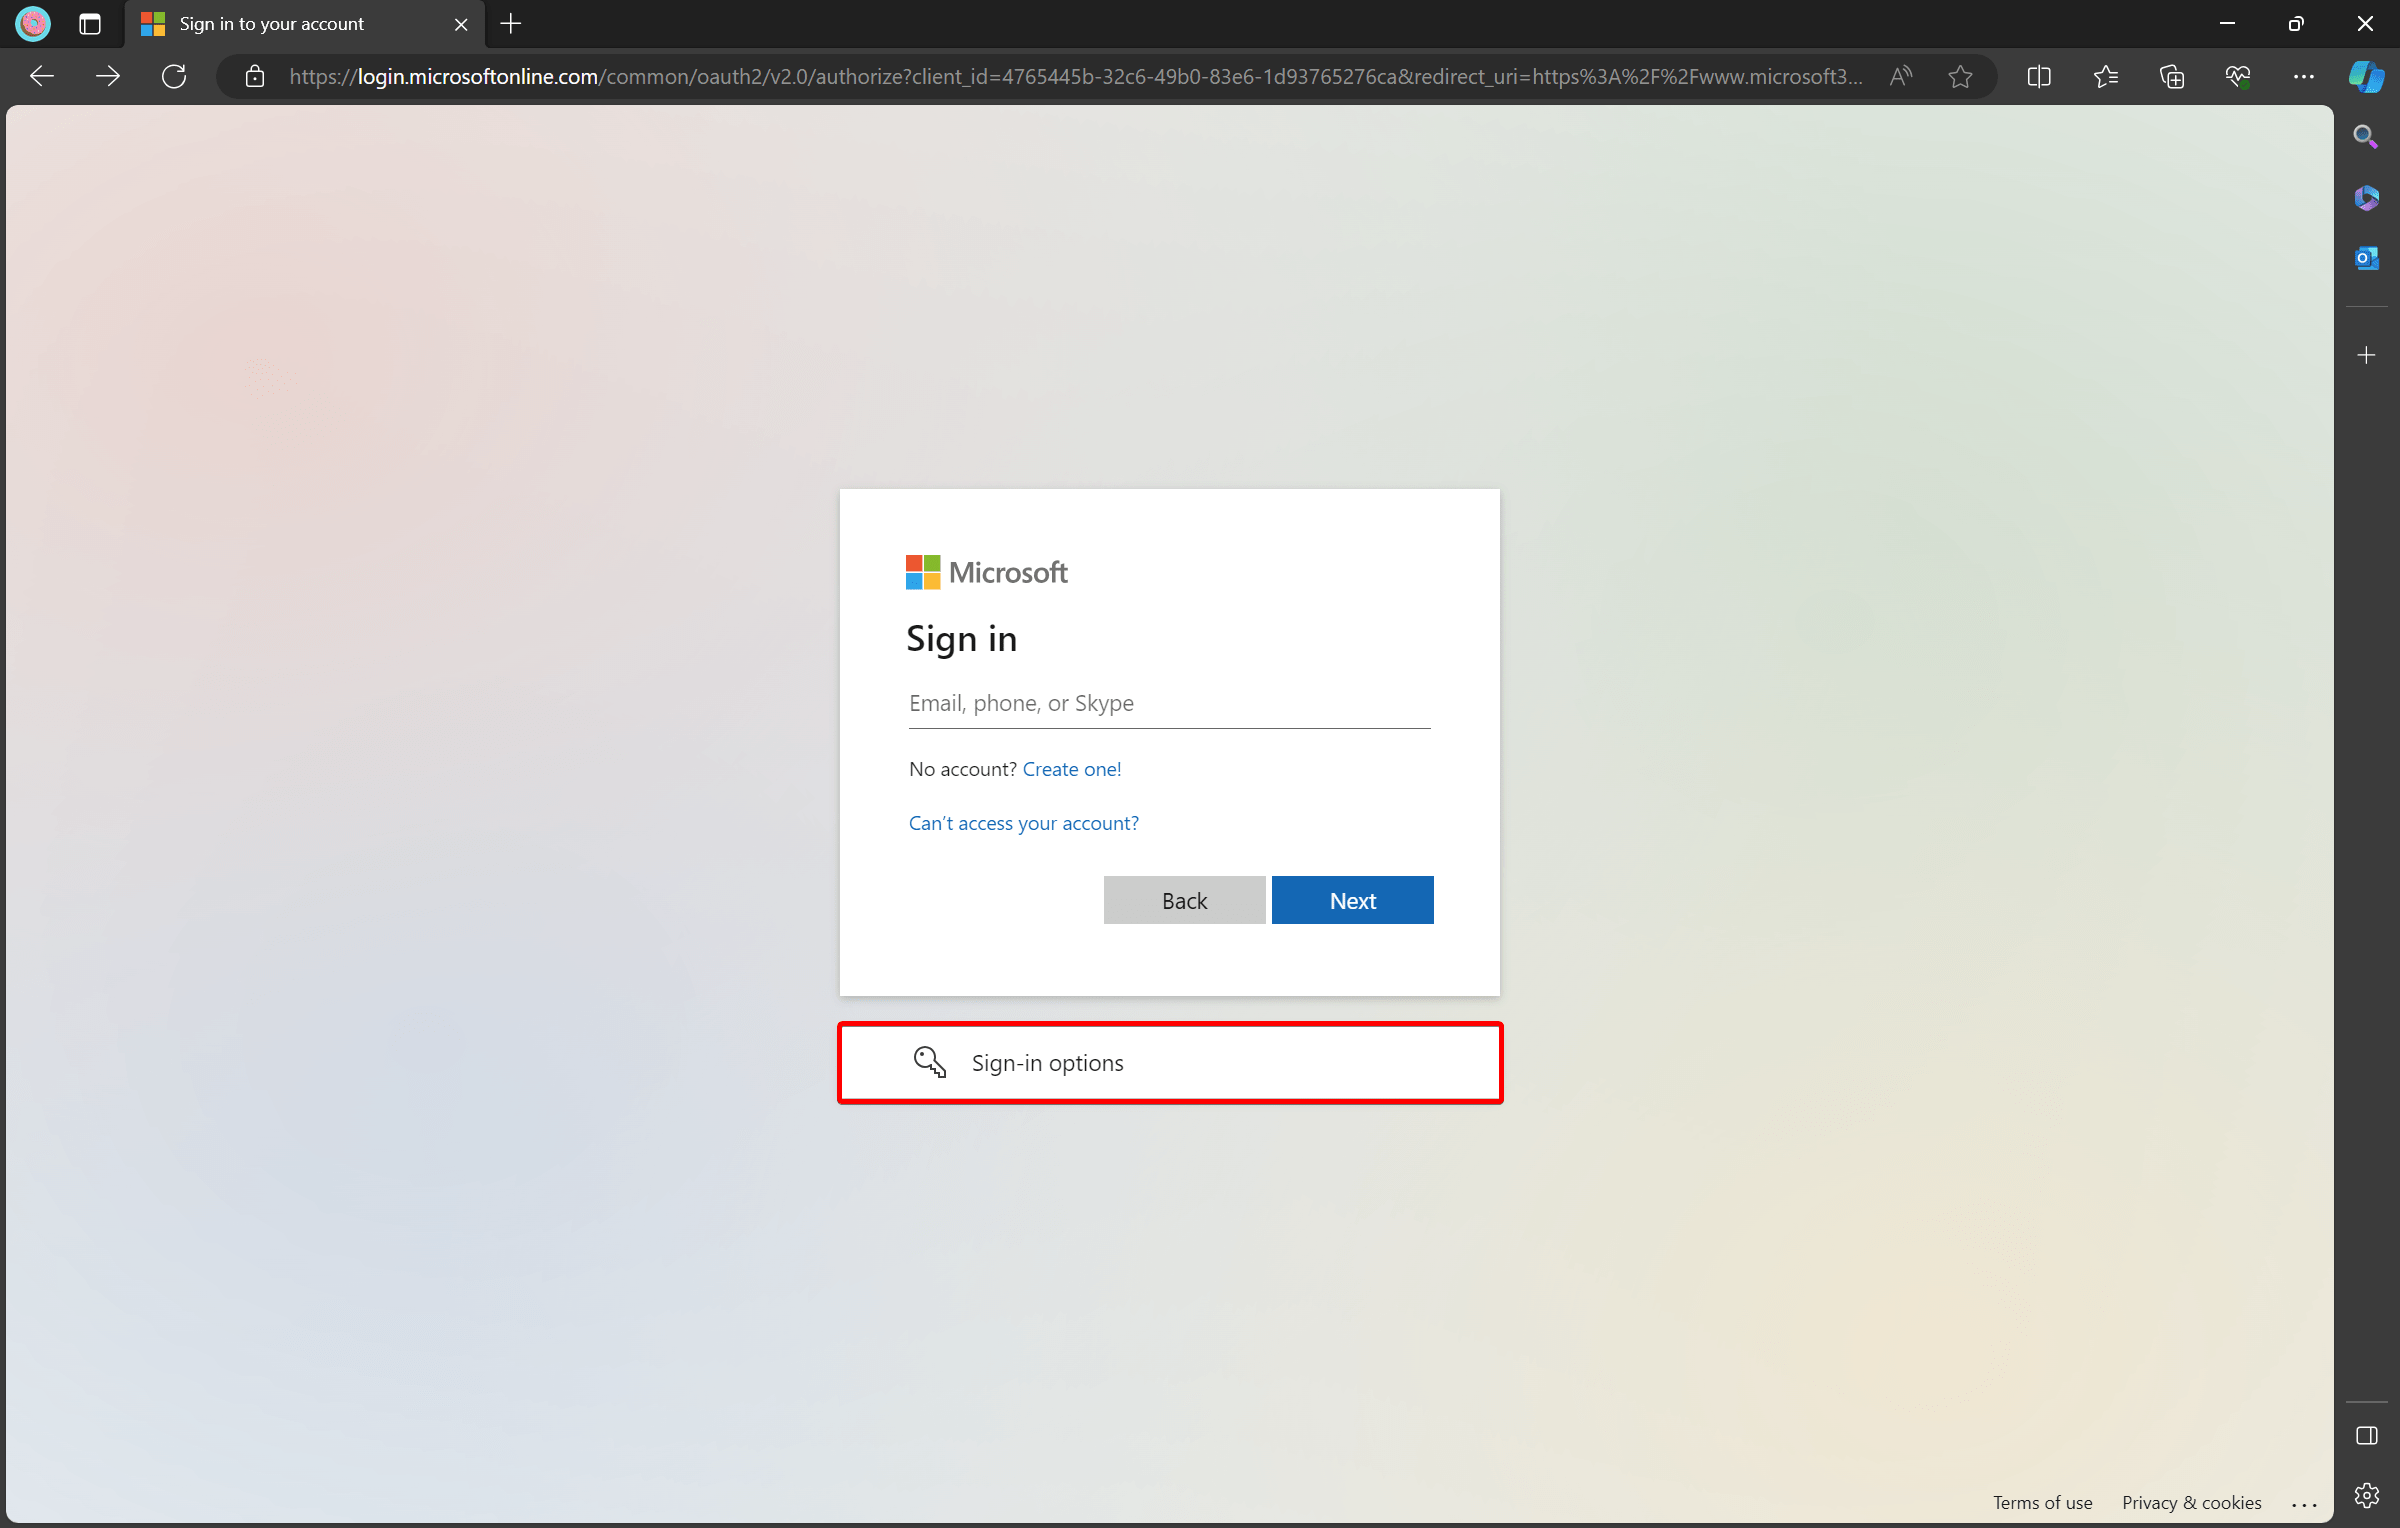 Sign in to your account
https://login.microsoftonline.com/common/oauth2/v2.0/authorize?client_id=4765445b-32c6-49b0-83e6-1d93765276ca&redirect_uri=https%3A%2F%2Fwww.microsoft3...
Microsoft
Sign in
Email, phone, or Skype
No account? Create one!
Can’t access your account?
Back Next
Sign-in options
Terms of use Privacy & cookies ...